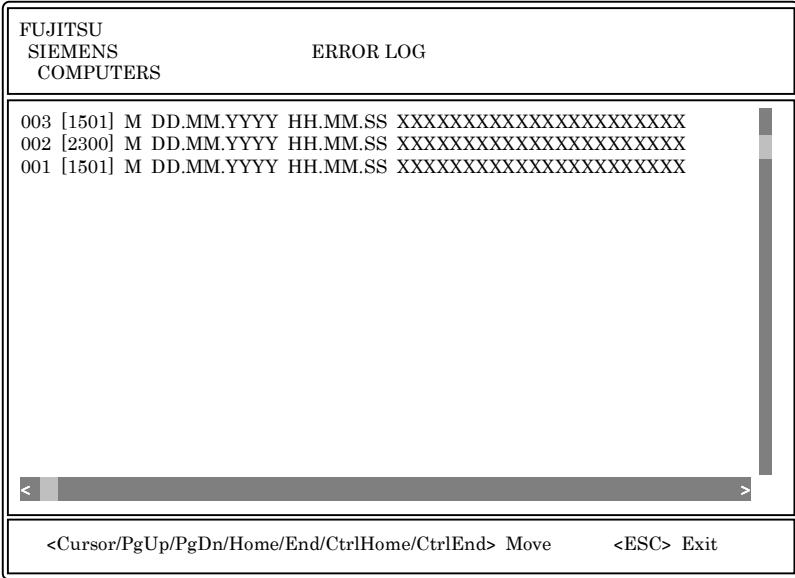 FUJITSU
SIEMENS ERROR LOG
COMPUTERS
003 [1501] M DD.MM.YYYY HH.MM.SS XXXXXXXXXXXXXXXXXXXXXX
002 [2300] M DD.MM.YYYY HH.MM.SS XXXXXXXXXXXXXXXXXXXXXX
001 [1501] M DD.MM.YYYY HH.MM.SS XXXXXXXXXXXXXXXXXXXXXX
< >
<Cursor/PgUp/PgDn/Home/End/CtrlHome/CtrlEnd> Move <ESC> Exit